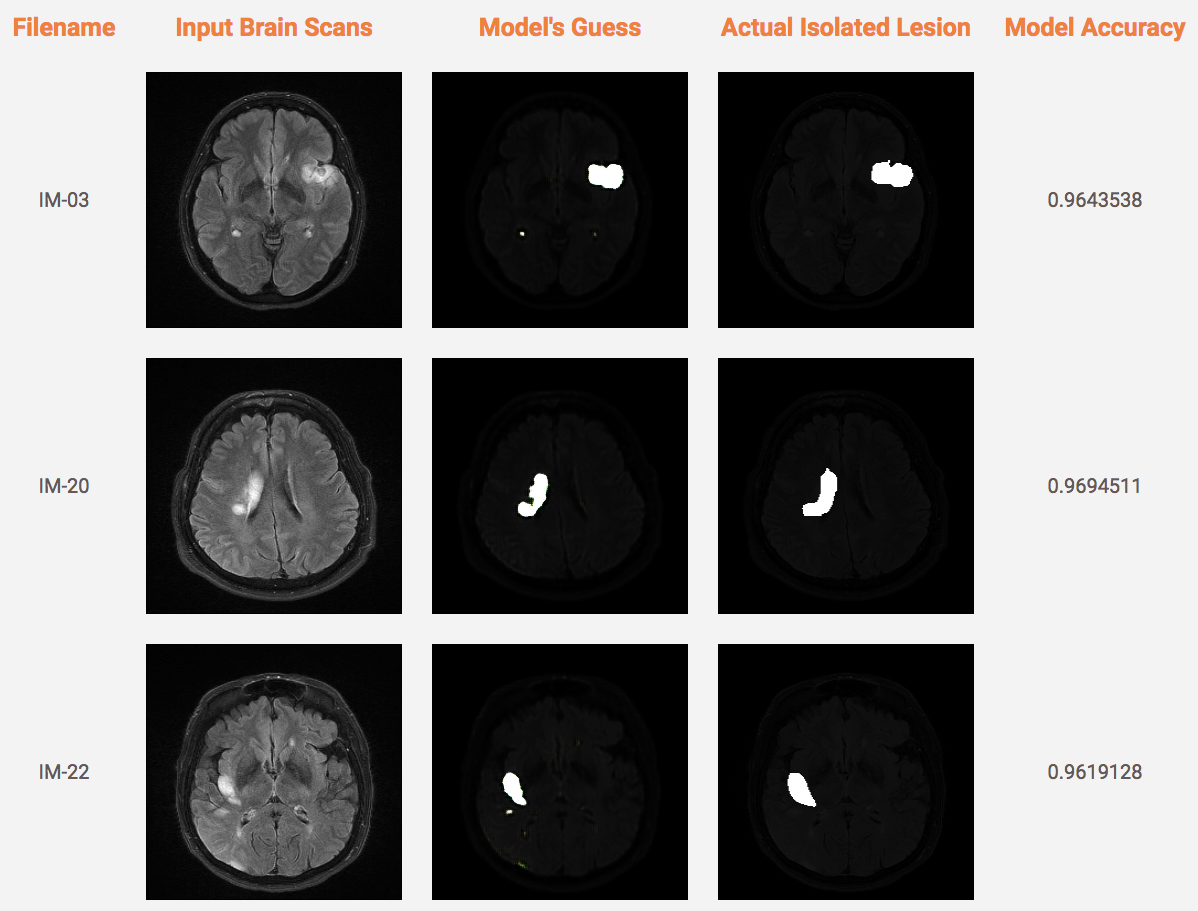 Filename Input Brain Scans Model's Guess Actual Isolated Lesion Model Accuracy
IM-03 0.9643538
IM-20 0.9694511
IM-22 0.9619128